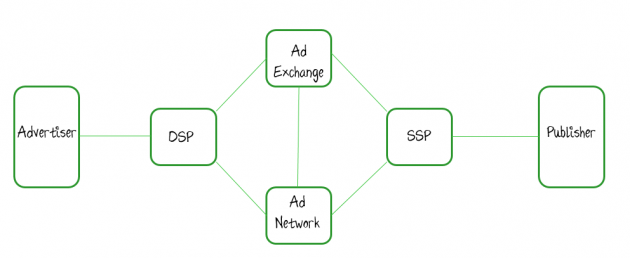 Advertiser
DSP
Ad
Exchange
Ad
Network
SSP
Publisher